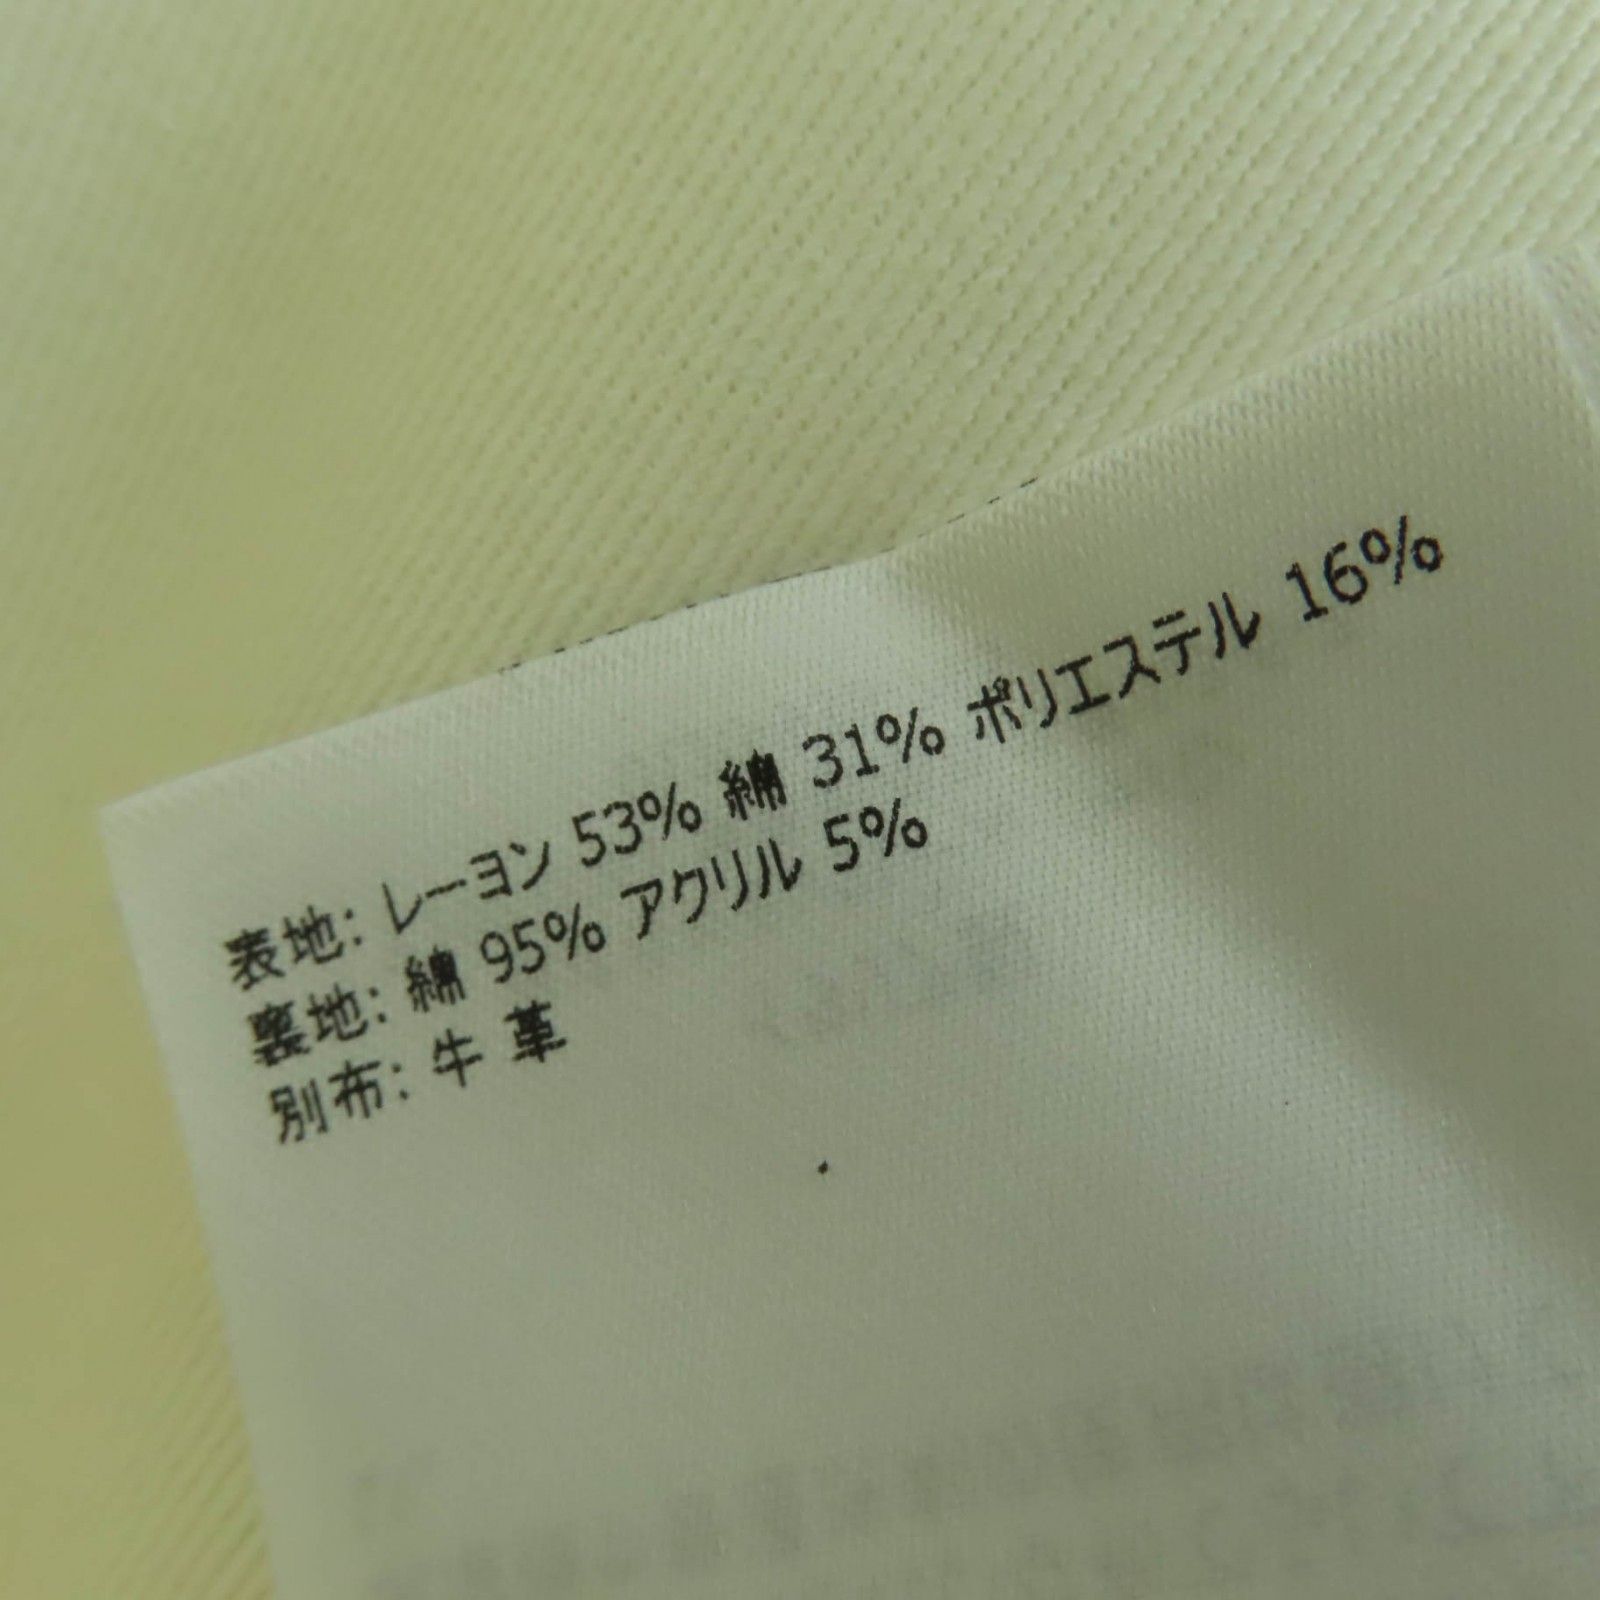 表地: レーヨン 53% 綿 31% ポリエステル 16%
裏地: 綿 95% アクリル 5%
別布: 牛 革